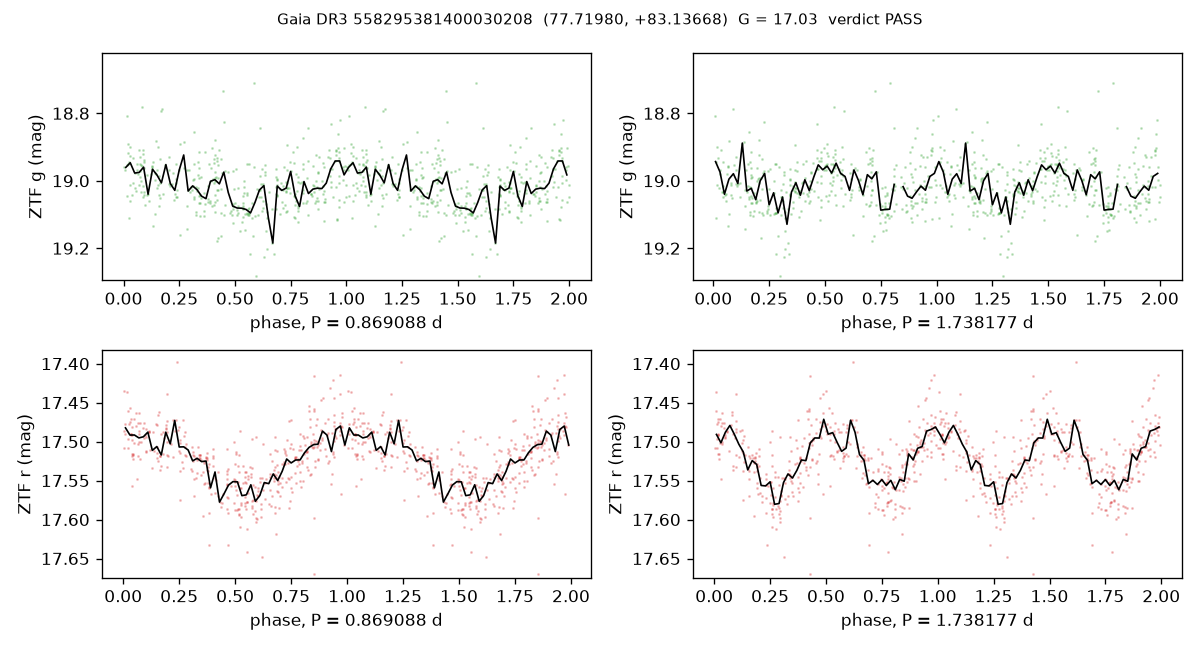 Gaia DR3 558295381400030208 (77.71980, +83.13668) G = 17.03 verdict PASS
ZTF g (mag)
18.8
19.0
19.2
0.00 0.25 0.50 0.75 1.00 1.25 1.50 1.75 2.00
phase, P = 0.869088 d
ZTF g (mag)
18.8
19.0
19.2
0.00 0.25 0.50 0.75 1.00 1.25 1.50 1.75 2.00
phase, P = 1.738177 d
ZTF r (mag)
17.40
17.45
17.50
17.55
17.60
17.65
0.00 0.25 0.50 0.75 1.00 1.25 1.50 1.75 2.00
phase, P = 0.869088 d
ZTF r (mag)
17.40
17.45
17.50
17.55
17.60
17.65
0.00 0.25 0.50 0.75 1.00 1.25 1.50 1.75 2.00
phase, P = 1.738177 d